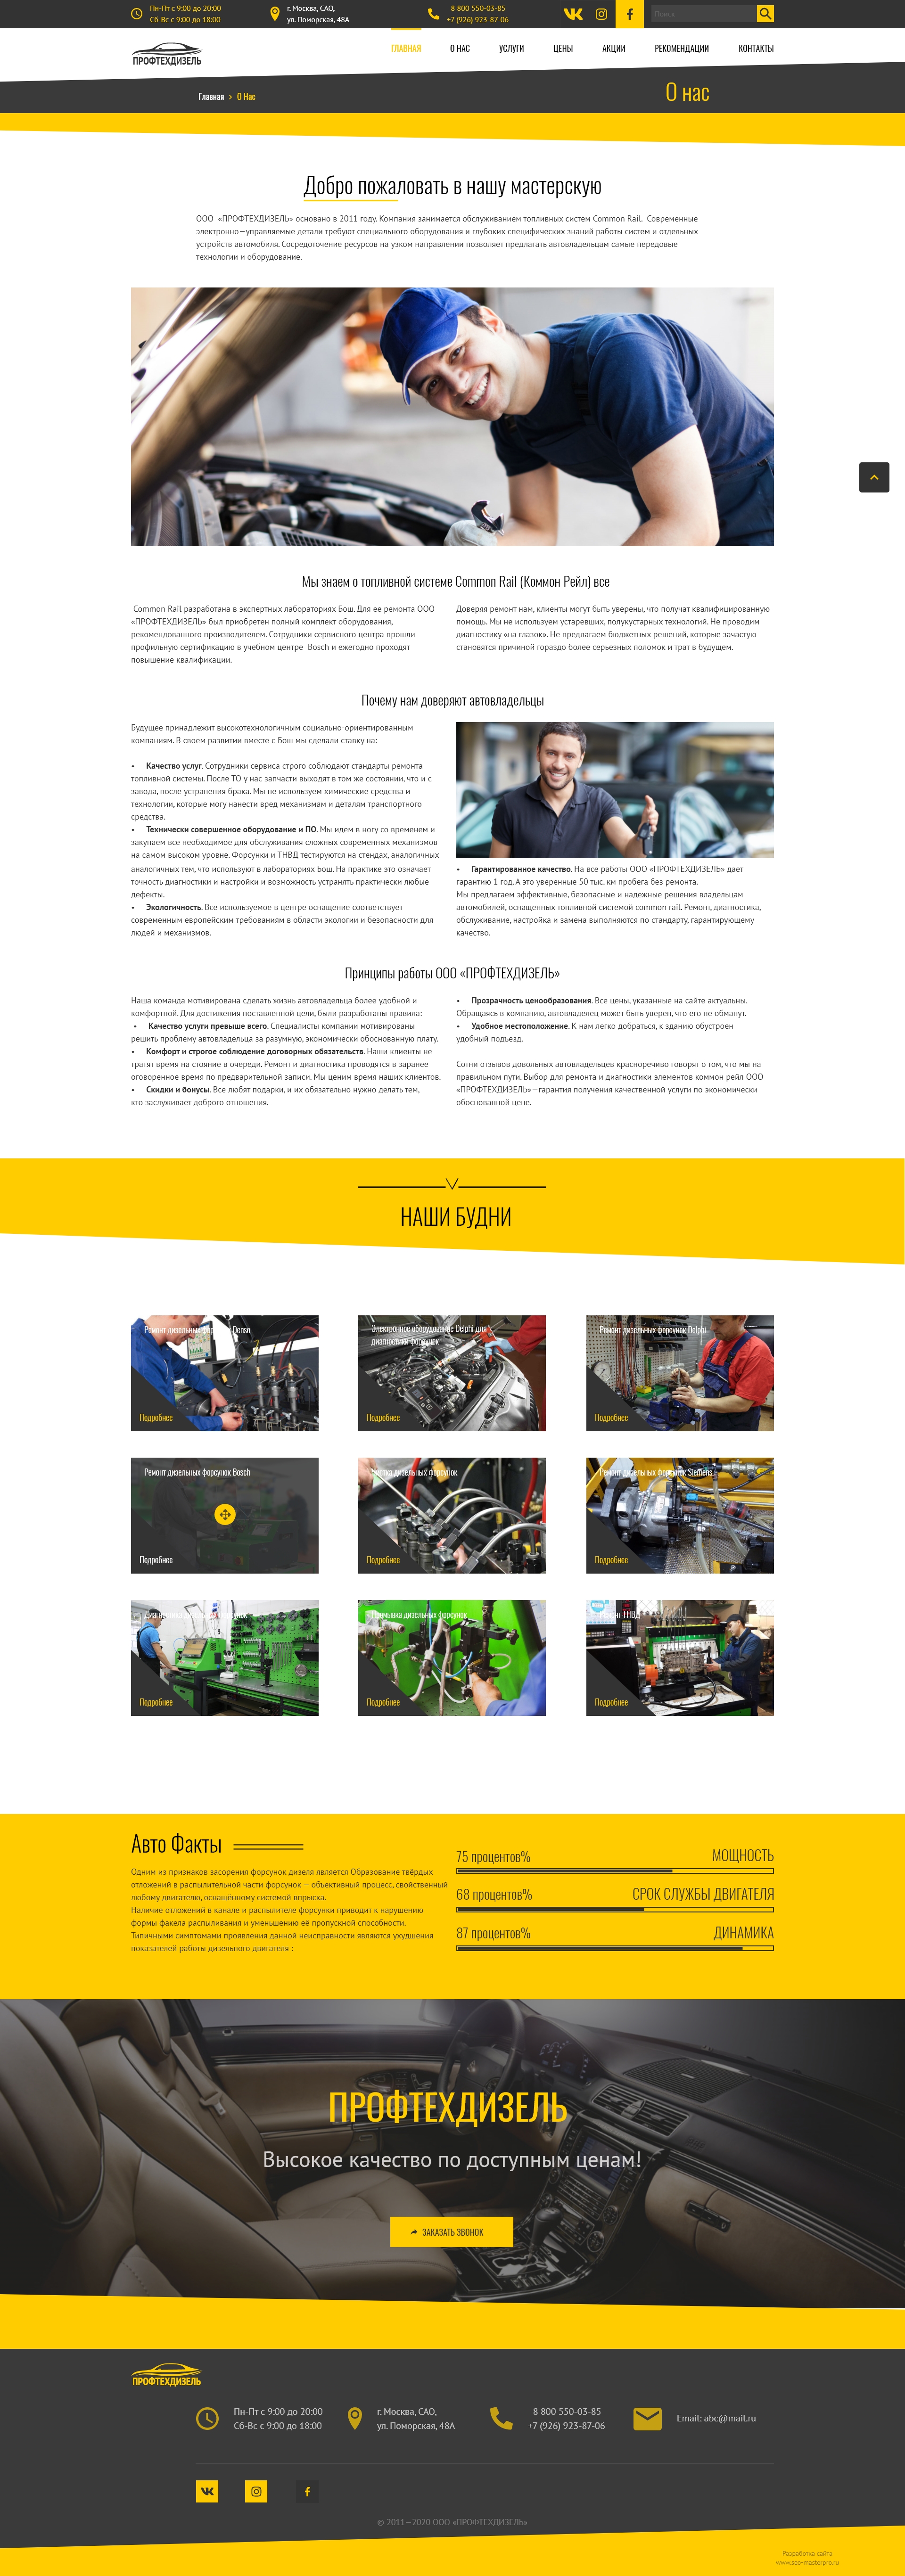 Пн-Пт с 9:00 до 20:00
Сб-Вс с 9:00 до 18:00
г. Москва, САО,
ул. Поморская, 48А
8 800 550-03-85
+7 (926) 923-87-06
Поиск
ПРОФТЕХДИЗЕЛЬ
ГЛАВНАЯ
О НАС
УСЛУГИ
ЦЕНЫ
АКЦИИ
РЕКОМЕНДАЦИИ
КОНТАКТЫ
Главная > О Нас
О нас
Добро пожаловать в нашу мастерскую
ООО «ПРОФТЕХДИЗЕЛЬ» основано в 2011 году. Компания занимается обслуживанием топливных систем Common Rail. Современные
электронно—управляемые детали требуют специального оборудования и глубоких специфических знаний работы систем и отдельных
устройств автомобиля. Сосредоточение ресурсов на узком направлении позволяет предлагать автовладельцам самые передовые
технологии и оборудование.
Мы знаем о топливной системе Common Rail (Коммон Рейл) все
Common Rail разработана в экспертных лабораториях Бош. Для ее ремонта ООО
«ПРОФТЕХДИЗЕЛЬ» был приобретен полный комплект оборудования,
рекомендованного производителем. Сотрудники сервисного центра прошли
профильную сертификацию в учебном центре Bosch и ежегодно проходят
повышение квалификации.
Доверяя ремонт нам, клиенты могут быть уверены, что получат квалифицированную
помощь. Мы не используем устаревших, полукустарных технологий. Не проводим
диагностику «на глазок». Не предлагаем бюджетных решений, которые зачастую
становятся причиной гораздо более серьезных поломок и трат в будущем.
Почему нам доверяют автовладельцы
Будущее принадлежит высокотехнологичным социально-ориентированным
компаниям. В своем развитии вместе с Бош мы сделали ставку на:
• Качество услуг. Сотрудники сервиса строго соблюдают стандарты ремонта
топливной системы. После ТО у нас запчасти выходят в том же состоянии, что и с
завода, после устранения брака. Мы не используем химические средства и
технологии, которые могу нанести вред механизмам и деталям транспортного
средства.
• Технически совершенное оборудование и ПО. Мы идем в ногу со временем и
закупаем все необходимое для обслуживания сложных современных механизмов
на самом высоком уровне. Форсунки и ТНВД тестируются на стендах, аналогичных
аналогичных тем, что используют в лабораториях Бош. На практике это означает
точность диагностики и настройки и возможность устранять практически любые
дефекты.
• Экологичность. Все используемое в центре оснащение соответствует
современным европейским требованиям в области экологии и безопасности для
людей и механизмов.
• Гарантированное качество. На все работы ООО «ПРОФТЕХДИЗЕЛЬ» дает
гарантию 1 год. А это уверенные 50 тыс. км пробега без ремонта.
Мы предлагаем эффективные, безопасные и надежные решения владельцам
автомобилей, оснащенных топливной системой common rail. Ремонт, диагностика,
обслуживание, настройка и замена выполняются по стандарту, гарантирующему
качество.
Принципы работы ООО «ПРОФТЕХДИЗЕЛЬ»
Наша команда мотивирована сделать жизнь автовладельца более удобной и
комфортной. Для достижения поставленной цели, были разработаны правила:
• Качество услуги превыше всего. Специалисты компании мотивированы
решить проблему автовладельца за разумную, экономически обоснованную плату.
• Комфорт и строгое соблюдение договорных обязательств. Наши клиенты не
тратят время на стояние в очереди. Ремонт и диагностика проводятся в заранее
оговоренное время по предварительной записи. Мы ценим время наших клиентов.
• Скидки и бонусы. Все любят подарки, и их обязательно нужно делать тем,
кто заслуживает доброго отношения.
• Прозрачность ценообразования. Все цены, указанные на сайте актуальны.
Обращаясь в компанию, автовладелец может быть уверен, что его не обманут.
• Удобное местоположение. К нам легко добраться, к зданию обустроен
удобный подъезд.
Сотни отзывов довольных автовладельцев красноречиво говорят о том, что мы на
правильном пути. Выбор для ремонта и диагностики элементов коммон рейл ООО
«ПРОФТЕХДИЗЕЛЬ»—гарантия получения качественной услуги по экономически
обоснованной цене.
НАШИ БУДНИ
Ремонт дизельных форсунок Denso
Подробнее
Электронное оборудование Delphi для
диагностики форсунок
Подробнее
Ремонт дизельных форсунок Delphi
Подробнее
Ремонт дизельных форсунок Bosch
Подробнее
дизельных форсунок
Подробнее
Ремонт дизельных форсунок Siemens
Подробнее
Диагностика дизельных форсунок
Подробнее
Промывка дизельных форсунок
Подробнее
Ремонт ТНВД
Подробнее
Авто Факты
Одним из признаков засорения форсунок дизеля является Образование твёрдых
отложений в распылительной части форсунок — объективный процесс, свойственный
любому двигателю, оснащённому системой впрыска.
Наличие отложений в канале и распылителе форсунки приводит к нарушению
формы факела распыливания и уменьшению её пропускной способности.
Типичными симптомами проявления данной неисправности являются ухудшения
показателей работы дизельного двигателя :
75 процентов%
МОЩНОСТЬ
68 процентов%
СРОК СЛУЖБЫ ДВИГАТЕЛЯ
87 процентов%
ДИНАМИКА
ПРОФТЕХДИЗЕЛЬ
Высокое качество по доступным ценам!
ЗАКАЗАТЬ ЗВОНОК
ПРОФТЕХДИЗЕЛЬ
Пн-Пт с 9:00 до 20:00
Сб-Вс с 9:00 до 18:00
г. Москва, САО,
ул. Поморская, 48А
8 800 550-03-85
+7 (926) 923-87-06
Email: abc@mail.ru
© 2011—2020 ООО «ПРОФТЕХДИЗЕЛЬ»
Разработка сайта
www.seo-masterpro.ru